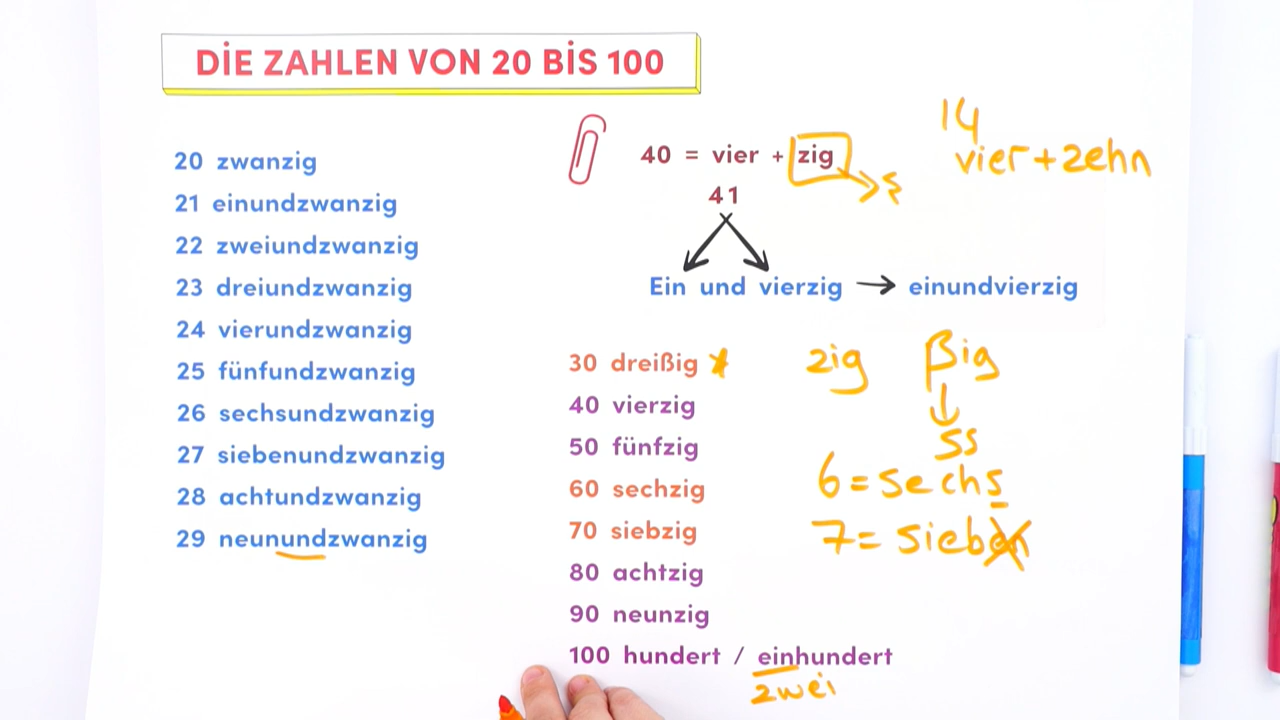 DİE ZAHLEN VON 20 BİS 100
20 zwanzig
21 einundzwanzig
22 zweiundzwanzig
23 dreiundzwanzig
24 vierundzwanzig
25 fünfundzwanzig
26 sechsundzwanzig
27 siebenundzwanzig
28 achtundzwanzig
29 neunundzwanzig
40 = vier + zig
41
Ein und vierzig → einundvierzig
14
vier+zehn
30 dreißig
40 vierzig
50 fünfzig
60 sechzig
70 siebzig
80 achtzig
90 neunzig
100 hundert / einhundert
zwei
zig ßig
ss
6=sechs
7=sieben